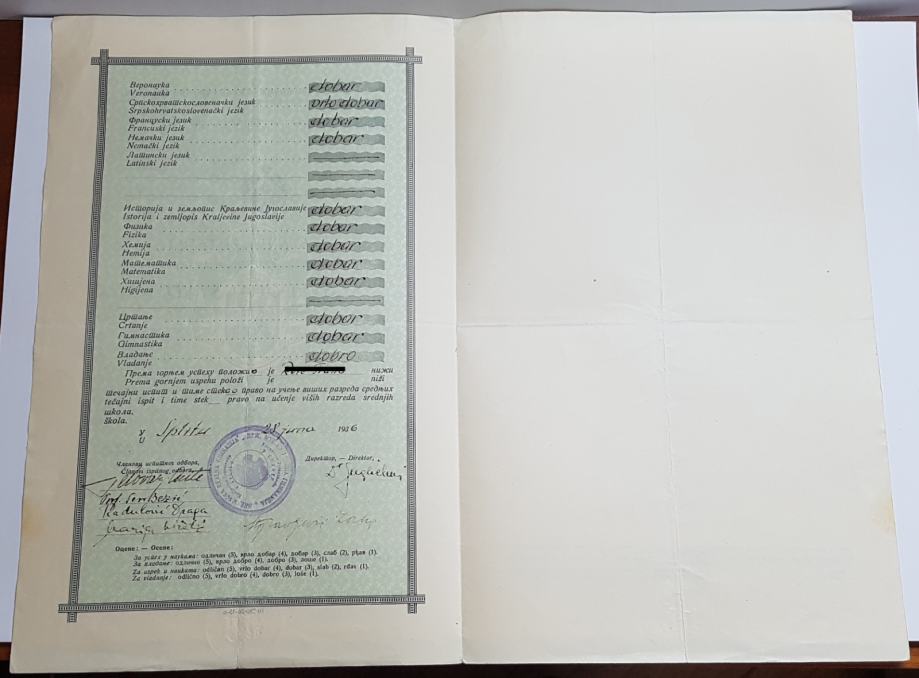 Веронаука dobar
Veronauka
Српскохрватскословеначки језик vrlo dobar
Srpskohrvatskoslovenački jezik
Француски језик dobar
Francuski jezik
Немачки језик dobar
Nemački jezik
Латински језик
Latinski jezik
Историја и земљопис Краљевине Југославије dobar
Istorija i zemljopis Kraljevine Jugoslavije
Физика dobar
Fizika
Хемија dobar
Hemija
Математика dobar
Matematika
Хигијена dobar
Higijena
Цртање dobar
Crtanje
Гимнастика dobar
Gimnastika
Владање dobro
Vladanje
Према горњем успеху положио је нижи
Prema gornjem uspehu položi је niži
течајни испит и тиме стекао право на учење виших разреда средњих
tečajni ispit i time stek pravo na učenje viših razreda srednjih
школа.
škola.
У Splitu 28 juna 1936
U
Чланови испитног одбора, Директор, — Direktor,
Članovi ispitnog odbora,
Prof.
Radulović Draga
Оцене: — Ocene:
За успех у наукама: одличан (5), врло добар (4), добар (3), слаб (2), рђав (1).
За владање: одлично (5), врло добро (4), добро (3), лоше (1).
Za uspeh u naukama: odličan (5), vrlo dobar (4), dobar (3), slab (2), rđav (1).
Za vladanje: odlično (5), vrlo dobro (4), dobro (3), loše (1).